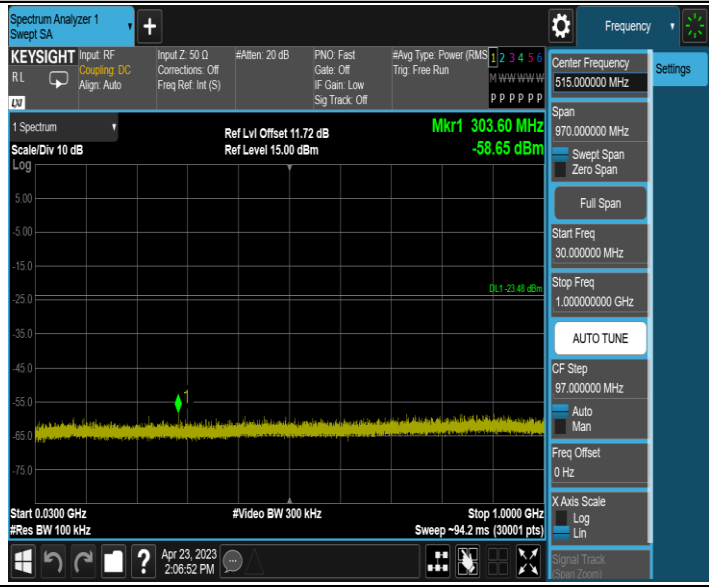 Spectrum Analyzer 1
Swept SA
+
Frequency
KEYSIGHT
RL
LXI
Input: RF
Coupling: DC
Align: Auto
Input Z: 50 Ω
Corrections: Off
Freq Ref: Int (S)
#Atten: 20 dB
PNO: Fast
Gate: Off
IF Gain: Low
Sig Track: Off
#Avg Type: Power (RMS
Trig: Free Run
1 2 3 4 5 6
M W W W W W
P P P P P P
Center Frequency
515.000000 MHz
Settings
Span
970.000000 MHz
Swept Span
Zero Span
Full Span
Start Freq
30.000000 MHz
Stop Freq
1.000000000 GHz
AUTO TUNE
CF Step
97.000000 MHz
Auto
Man
Freq Offset
0 Hz
X Axis Scale
Log
Lin
Signal Track
(Span Zoom)
1 Spectrum
Scale/Div 10 dB
Log
Ref Lvl Offset 11.72 dB
Ref Level 15.00 dBm
Mkr1 303.60 MHz
-58.65 dBm
5.00
-5.00
-15.0
DL1 -23.48 dBm
-25.0
-35.0
-45.0
1
-55.0
-65.0
-75.0
Start 0.0300 GHz
#Res BW 100 kHz
#Video BW 300 kHz
Stop 1.0000 GHz
Sweep ~94.2 ms (30001 pts)
?
Apr 23, 2023
2:06:52 PM